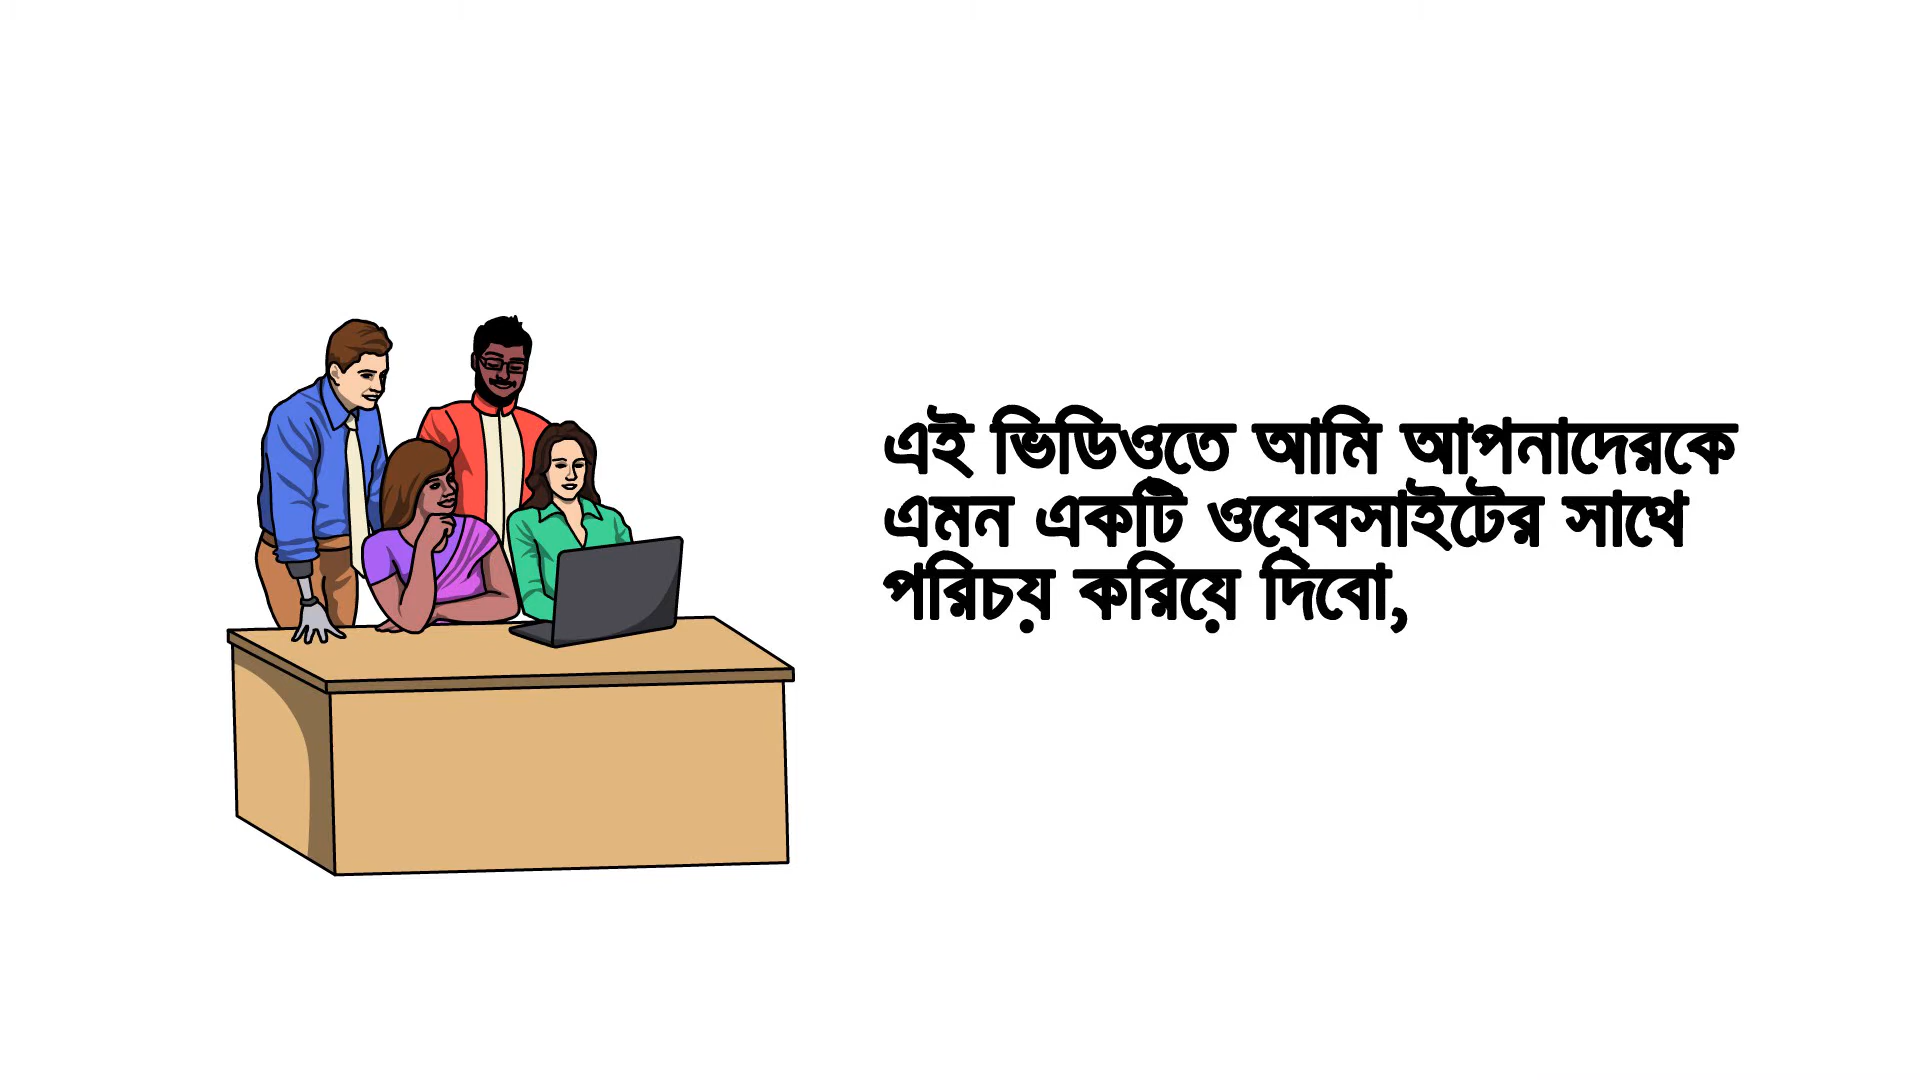 এই ভিডিওতে আমি আপনাদেরকে
এমন একটি ওয়েবসাইটের সাথে
পরিচয় করিয়ে দিবো,